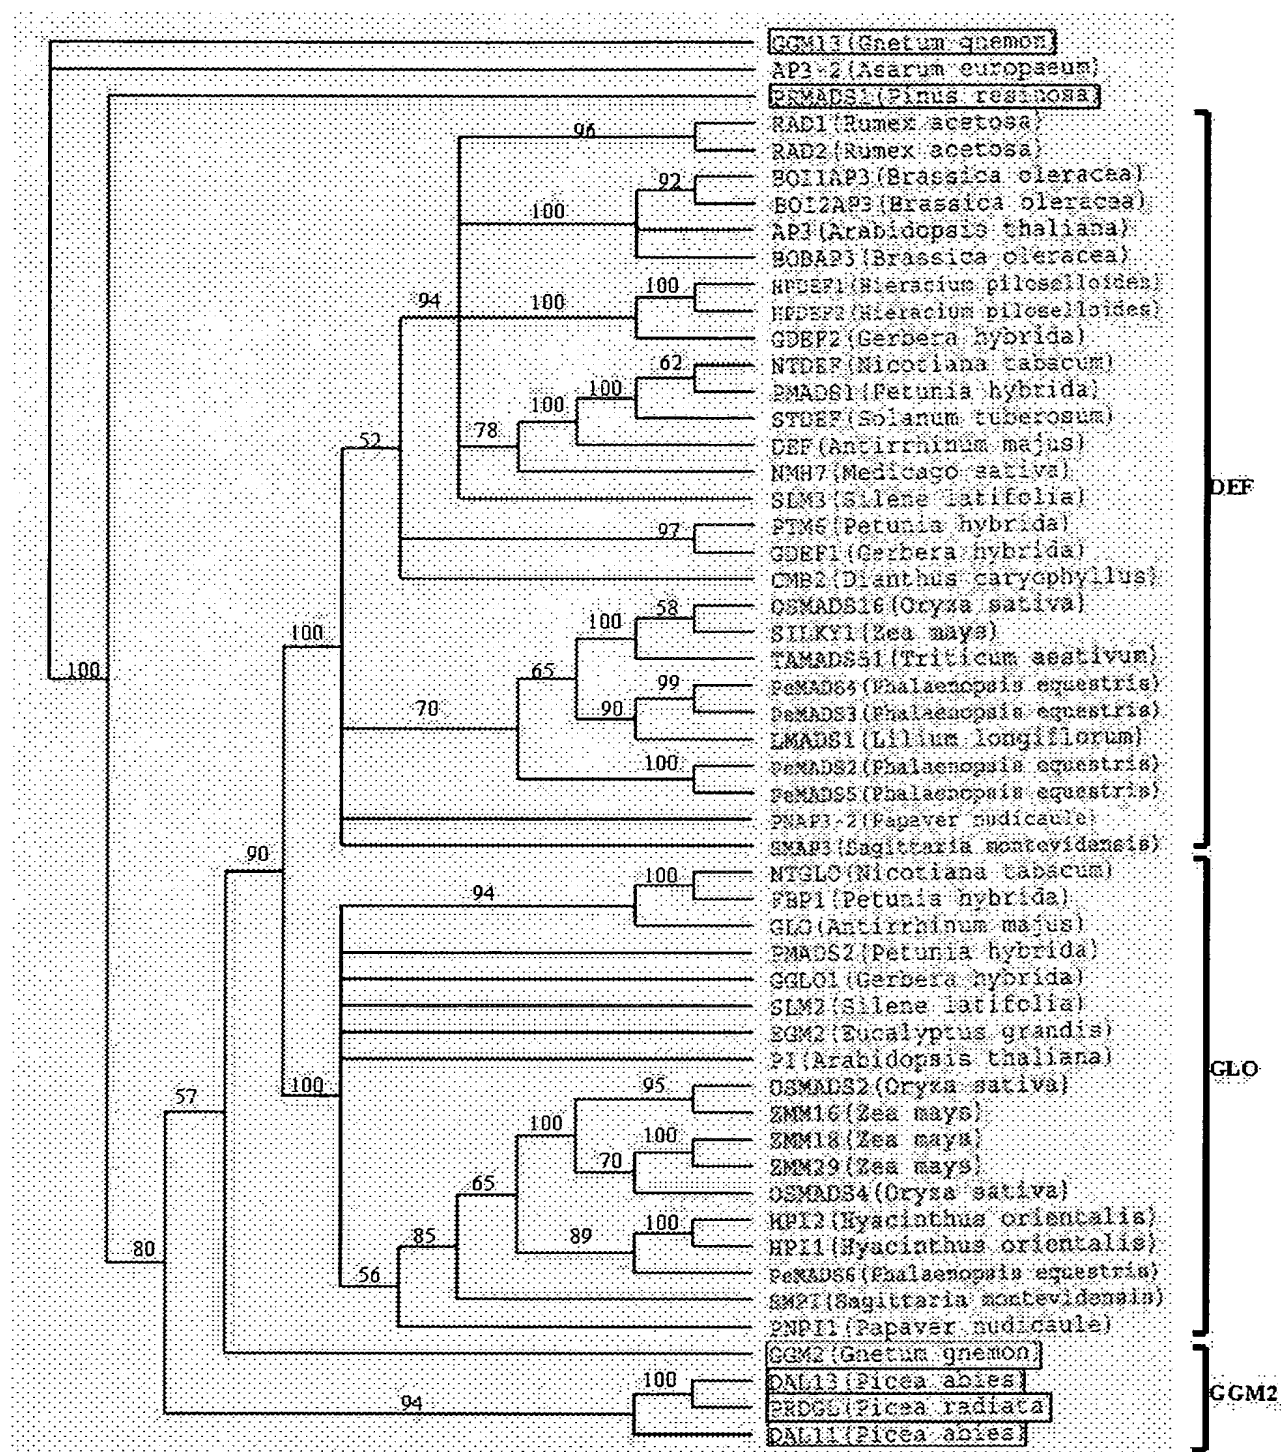 GGM13(Gnetum gnemon)
AP3-2(Asarum europaeum)
PRMADS1(Pinus resinosa)
RAD1(Rumex acetosa)
96
RAD2(Rumex acetosa)
BOI1AP3(Brassica oleracea)
92
BOI2AP3(Brassica oleracea)
100
AP3(Arabidopsis thaliana)
BOBAP3(Brassica oleracea)
HPDEF1(Hieracium piloselloides)
100
94
100
HPDEF2(Hieracium piloselloides)
GDEF2(Gerbera hybrida)
NTDEF(Nicotiana tabacum)
62
PMADS1(Petunia hybrida)
100
STDEF(Solanum tuberosum)
100
78
DEF(Antirrhinum majus)
52
NMH7(Medicago sativa)
DEF
SLM3(Silene latifolia)
PTM6(Petunia hybrida)
97
GDEF1(Gerbera hybrida)
CMB2(Dianthus caryophyllus)
OSMADS16(Oryza sativa)
58
SILKY1(Zea mays)
100
100
TAMADS51(Triticum aestivum)
100
65
PeMADS4(Phalaenopsis equestris)
99
PeMADS3(Phalaenopsis equestris)
70
90
LMADS1(Lilium longiflorum)
PeMADS2(Phalaenopsis equestris)
100
PeMADS5(Phalaenopsis equestris)
PNAP3-2(Papaver nudicaule)
SMAP3(Sagittaria montevidensis)
90
NTGLO(Nicotiana tabacum)
100
94
FBP1(Petunia hybrida)
GLO(Antirrhinum majus)
PMADS2(Petunia hybrida)
GGLO1(Gerbera hybrida)
SLM2(Silene latifolia)
EGM2(Eucalyptus grandis)
PI(Arabidopsis thaliana)
GLO
100
OSMADS2(Oryza sativa)
95
57
ZMM16(Zea mays)
100
ZMM18(Zea mays)
100
70
ZMM29(Zea mays)
65
OSMADS4(Oryza sativa)
HPI2(Hyacinthus orientalis)
100
85
89
80
HPI1(Hyacinthus orientalis)
56
PeMADS6(Phalaenopsis equestris)
SMPI(Sagittaria montevidensis)
PNPI1(Papaver nudicaule)
GGM2(Gnetum gnemon)
DAL13(Picea abies)
100
GGM2
94
PRDGL(Picea radiata)
DAL11(Picea abies)